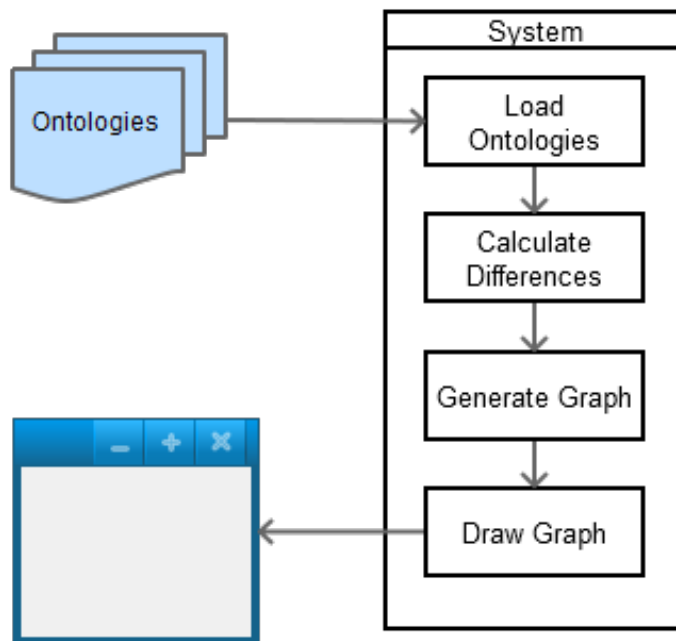 System
Ontologies
Load
Ontologies
Calculate
Differences
Generate Graph
Draw Graph